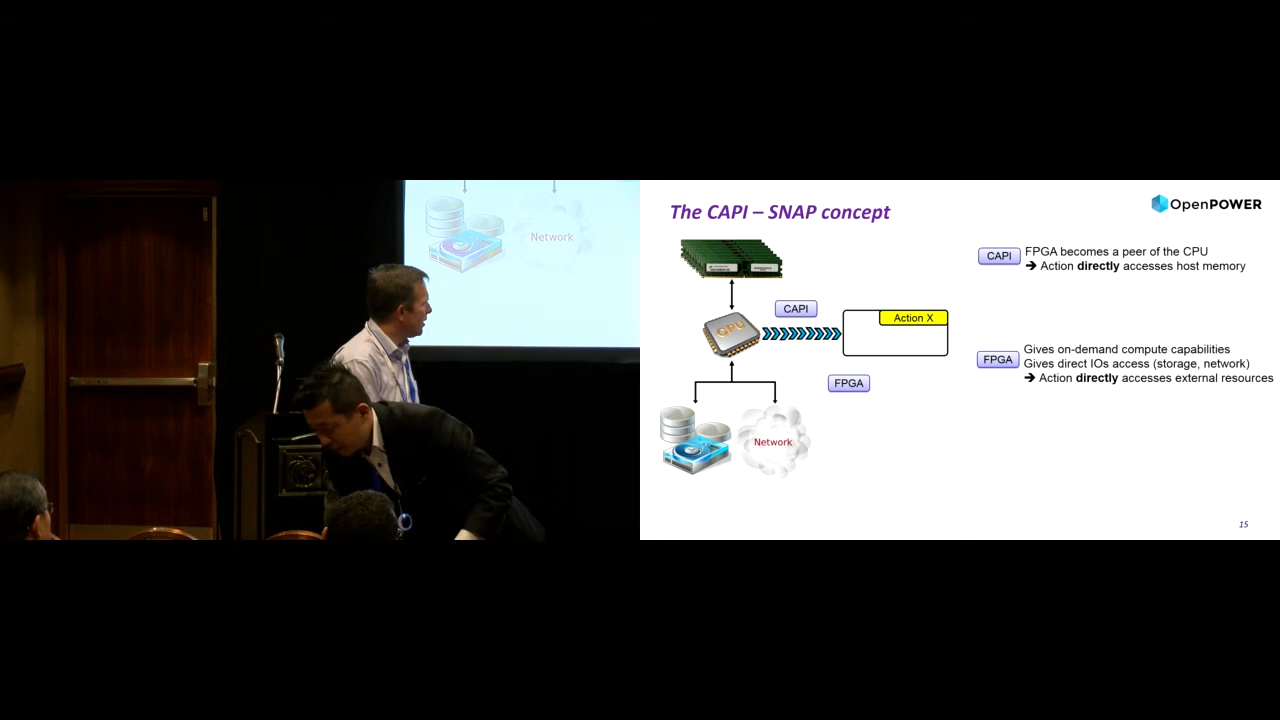 Network
The CAPI – SNAP concept
OpenPOWER
CAPI
FPGA becomes a peer of the CPU
➔ Action directly accesses host memory
CAPI
CPU
Action X
FPGA
Gives on-demand compute capabilities
Gives direct IOs access (storage, network)
➔ Action directly accesses external resources
FPGA
Network
15